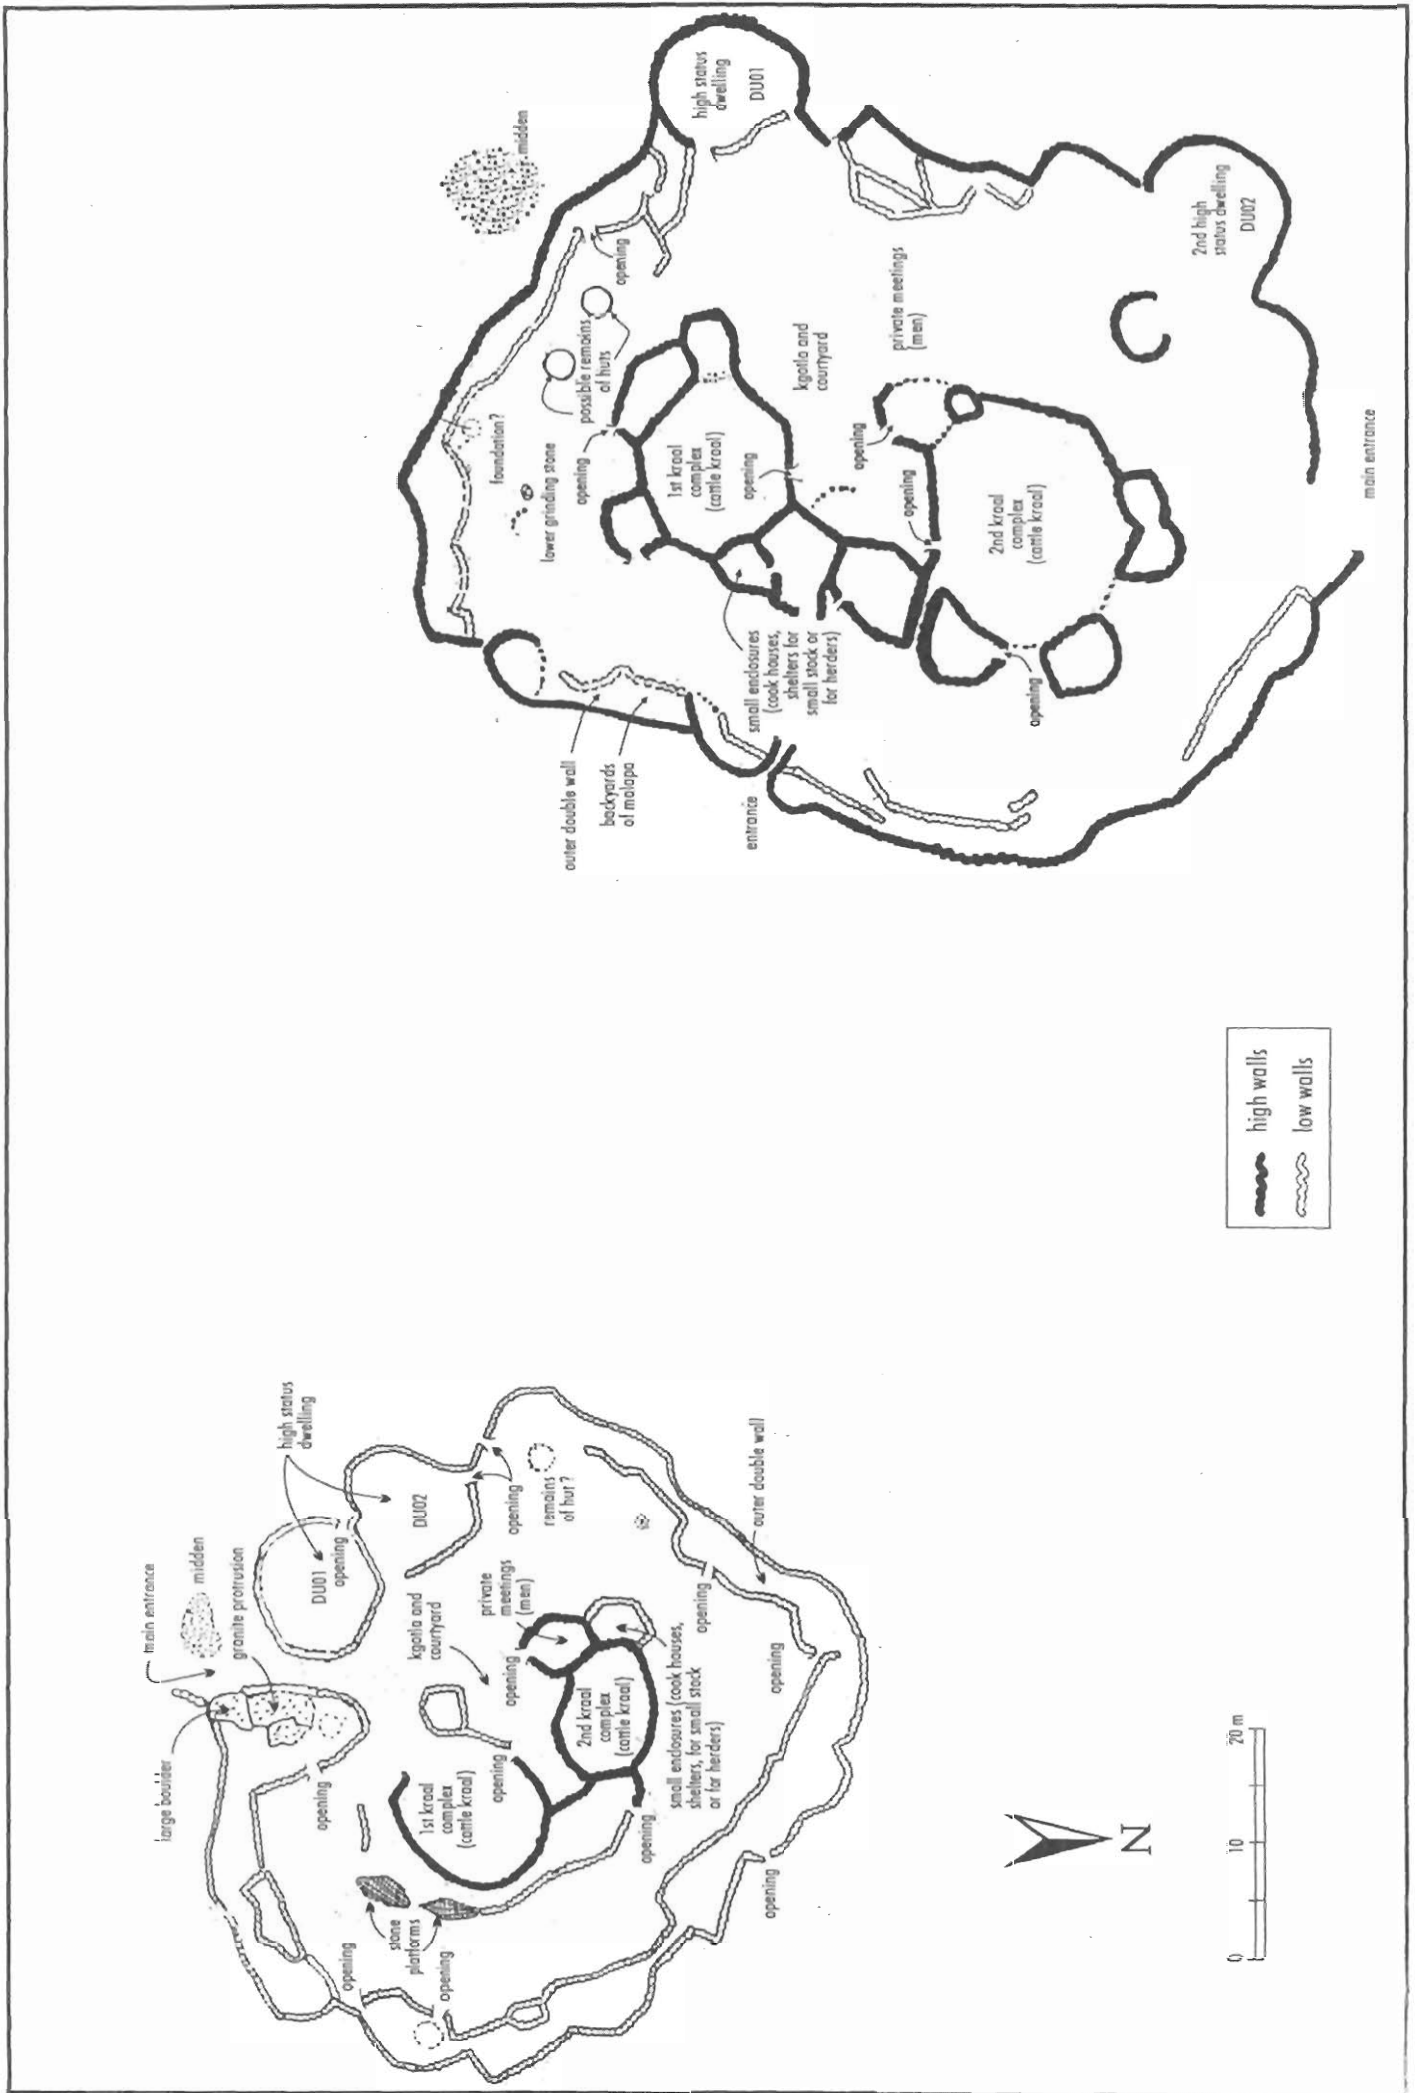 main entrance
large boulder
midden
granite protrusion
high status
dwelling
DU01
opening
DU02
opening
remains
of hut?
opening
kgotla and
courtyard
private
meetings
(men)
opening
1st kraal
complex
(cattle kraal)
opening
2nd kraal
complex
(cattle kraal)
stone
platforms
opening
opening
opening
small enclosures (cook houses,
shelters, for small stock
or for herders)
opening
opening
opening
outer double wall
N
0 10 20 m
high walls
low walls
midden
high status
dwelling
DU01
opening
possible remains
of huts
foundation?
lower grinding stone
opening
1st kraal
complex
(cattle kraal)
opening
kgotla and
courtyard
private meetings
(men)
2nd high
status dwelling
DU02
opening
opening
2nd kraal
complex
(cattle kraal)
small enclosures
(cook houses,
shelters for
small stock or
for herders)
opening
outer double wall
backyards
of malapa
entrance
main entrance